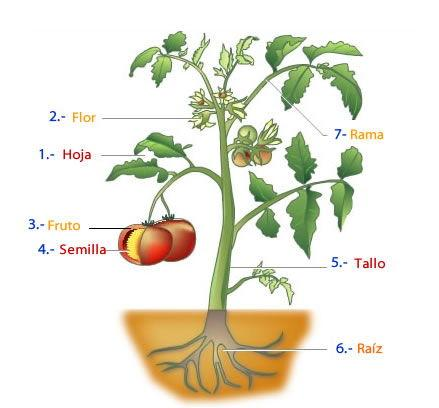 2.- Flor
7- Rama
1.- Hoja
3.- Fruto
4.- Semilla
5.- Tallo
6.- Raíz